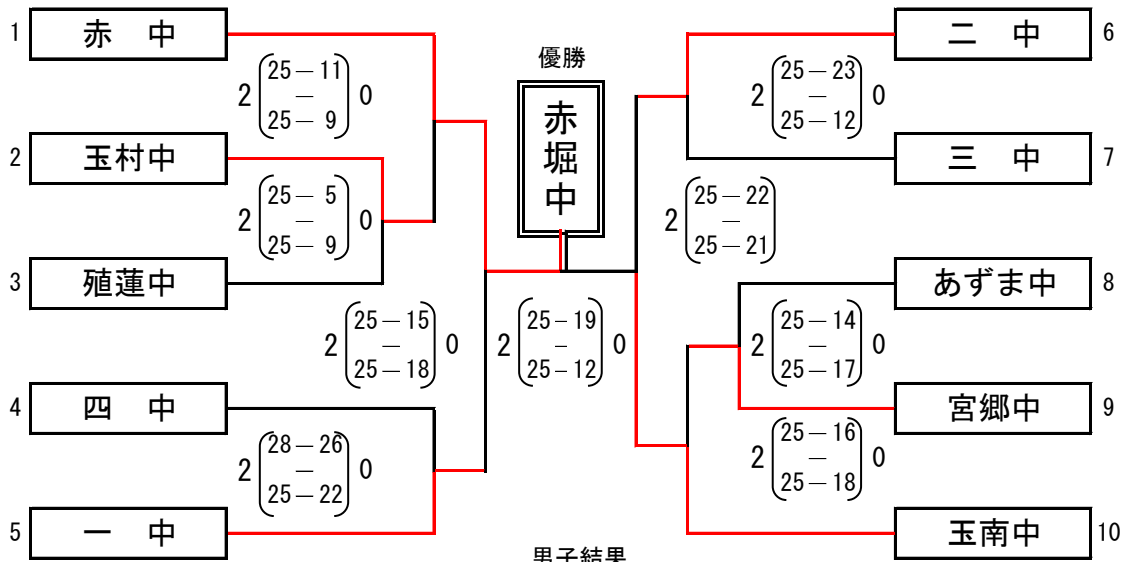 1 赤 中
2 25－11 － 25－ 9 0
2 玉村中
2 25－ 5 － 25－ 9 0
3 殖蓮中
2 25－15 － 25－18 0
4 四 中
2 28－26 － 25－22 0
5 一 中
優勝
赤堀中
2 25－19 － 25－12 0
男子結果
二 中 6
2 25－23 － 25－12 0
三 中 7
2 25－22 － 25－21
あずま中 8
2 25－14 － 25－17 0
宮郷中 9
2 25－16 － 25－18 0
玉南中 10